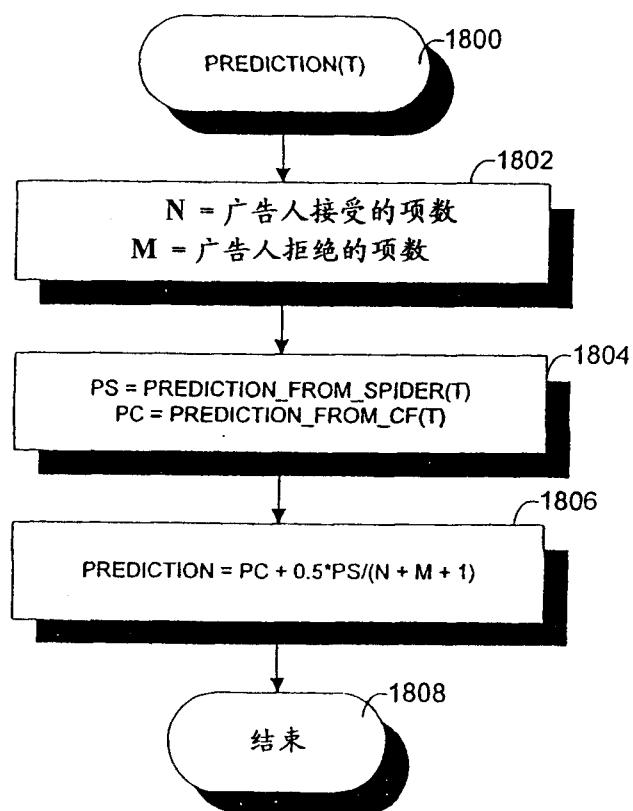 PREDICTION(T)
1800
1802
N = 广告人接受的项数
M = 广告人拒绝的项数
1804
PS = PREDICTION_FROM_SPIDER(T)
PC = PREDICTION_FROM_CF(T)
1806
PREDICTION = PC + 0.5*PS/(N + M + 1)
1808
结束